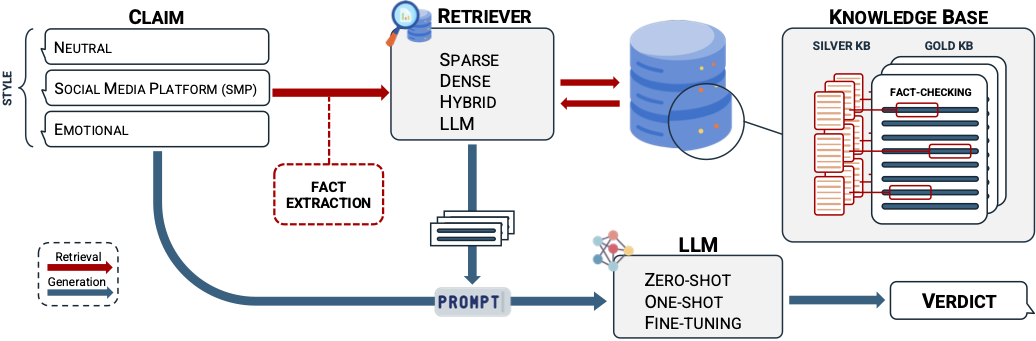 CLAIM
STYLE
NEUTRAL
SOCIAL MEDIA PLATFORM (SMP)
EMOTIONAL
FACT
EXTRACTION
RETRIEVER
SPARSE
DENSE
HYBRID
LLM
KNOWLEDGE BASE
SILVER KB
GOLD KB
FACT-CHECKING
Retrieval
Generation
PROMPT
LLM
ZERO-SHOT
ONE-SHOT
FINE-TUNING
VERDICT